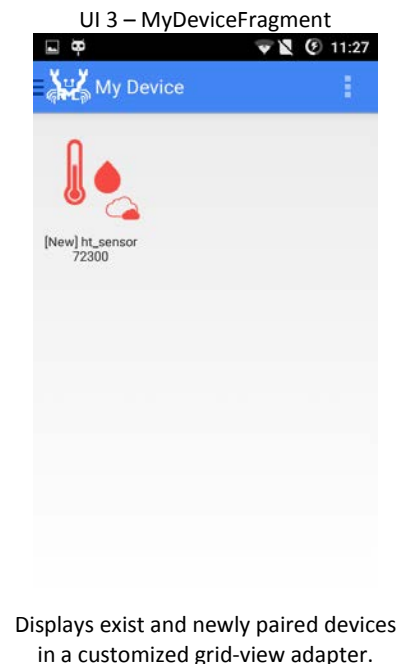 UI 3 – MyDeviceFragment
11:27
My Device
[New] ht_sensor
72300
Displays exist and newly paired devices
in a customized grid-view adapter.